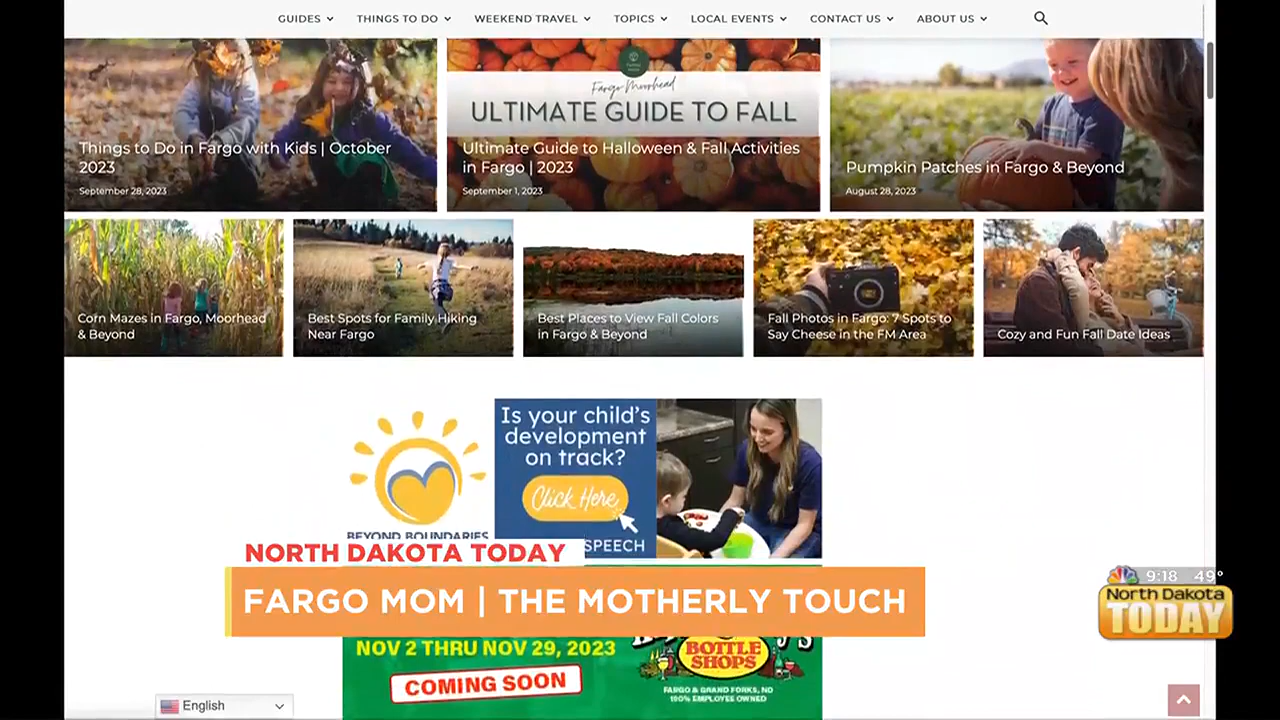 GUIDES THINGS TO DO WEEKEND TRAVEL TOPICS LOCAL EVENTS CONTACT US ABOUT US
Things to Do in Fargo with Kids | October
2023
September 28, 2023
Fargo Moorhead
ULTIMATE GUIDE TO FALL
Ultimate Guide to Halloween & Fall Activities
in Fargo | 2023
September 1, 2023
Pumpkin Patches in Fargo & Beyond
August 28, 2023
Corn Mazes in Fargo, Moorhead
& Beyond
Best Spots for Family Hiking
Near Fargo
Best Places to View Fall Colors
in Fargo & Beyond
Fall Photos in Fargo: 7 Spots to
Say Cheese in the FM Area
Cozy and Fun Fall Date Ideas
Is your child's
development
on track?
Click Here
BEYOND BOUNDARIES
SPEECH
NORTH DAKOTA TODAY
FARGO MOM | THE MOTHERLY TOUCH
9:18 49°
North Dakota
TODAY
NOV 2 THRU NOV 29, 2023
COMING SOON
BOTTLE
SHOPS
FARGO & GRAND FORKS, ND
100% EMPLOYEE OWNED
English